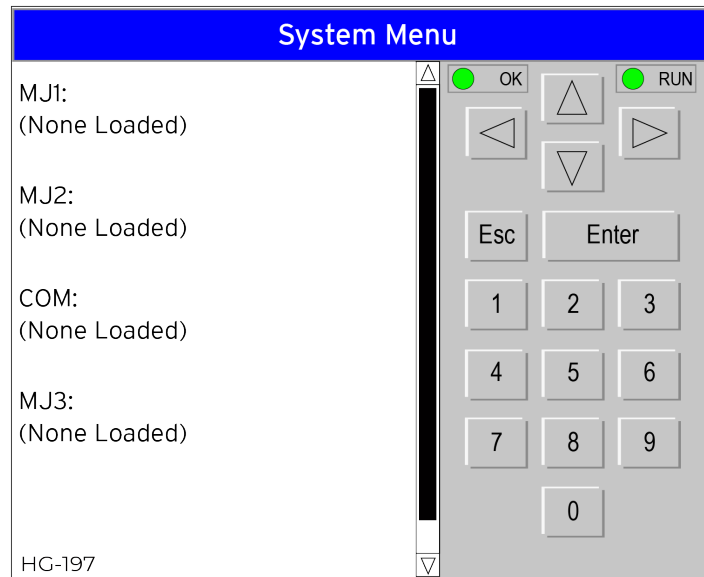 System Menu
MJ1:
(None Loaded)
MJ2:
(None Loaded)
COM:
(None Loaded)
MJ3:
(None Loaded)
HG-197
OK
RUN
Esc
Enter
1
2
3
4
5
6
7
8
9
0